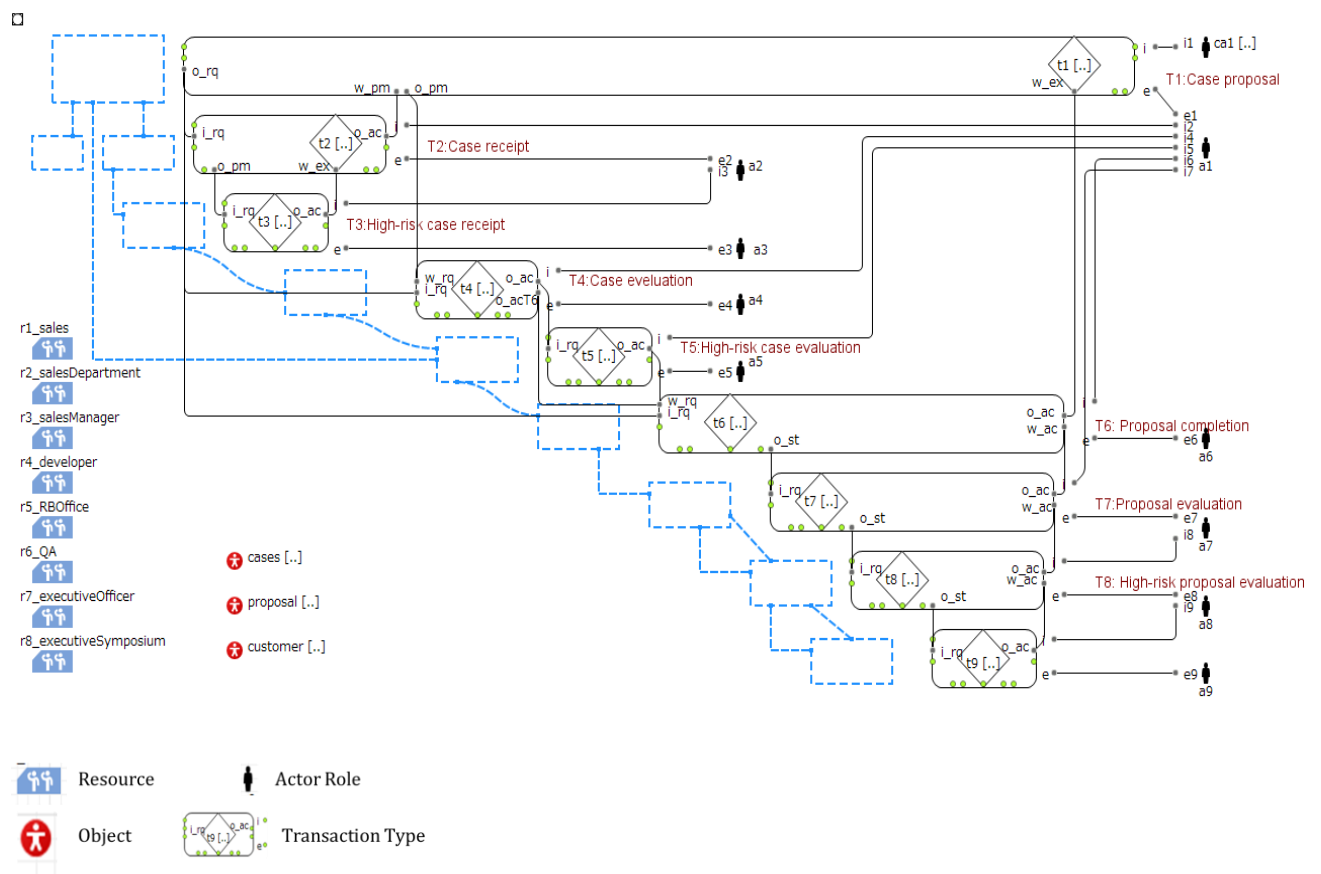 i
i1
ca1 [..]
o_rq
t1 [..]
w_ex
T1:Case proposal
w_pm
o_pm
e
e1
i
i2
i_rq
t2 [..]
o_ac
T2:Case receipt
i4
i5
i6
i7
a1
e
e2
i3
a2
o_pm
w_ex
i
i_rq
t3 [..]
o_ac
T3:High-risk case receipt
e
e3
a3
w_rq
i_rq
t4 [..]
o_ac
o_acT6
i
T4:Case evaluation
e
e4
a4
i_rq
t5 [..]
o_ac
i
T5:High-risk case evaluation
e
e5
a5
w_rq
i_rq
t6 [..]
o_ac
w_ac
o_st
i
T6: Proposal completion
e
e6
a6
i_rq
t7 [..]
o_ac
w_ac
o_st
i
T7:Proposal evaluation
e
e7
i8
a7
i_rq
t8 [..]
o_ac
w_ac
o_st
i
T8: High-risk proposal evaluation
e
e8
i9
a8
i_rq
t9 [..]
o_ac
i
e
e9
a9
r1_sales
r2_salesDepartment
r3_salesManager
r4_developer
r5_RBOffice
r6_QA
r7_executiveOfficer
r8_executiveSymposium
cases [..]
proposal [..]
customer [..]
Resource
Actor Role
Object
i_rq
t9 [..]
o_ac
i
e
Transaction Type